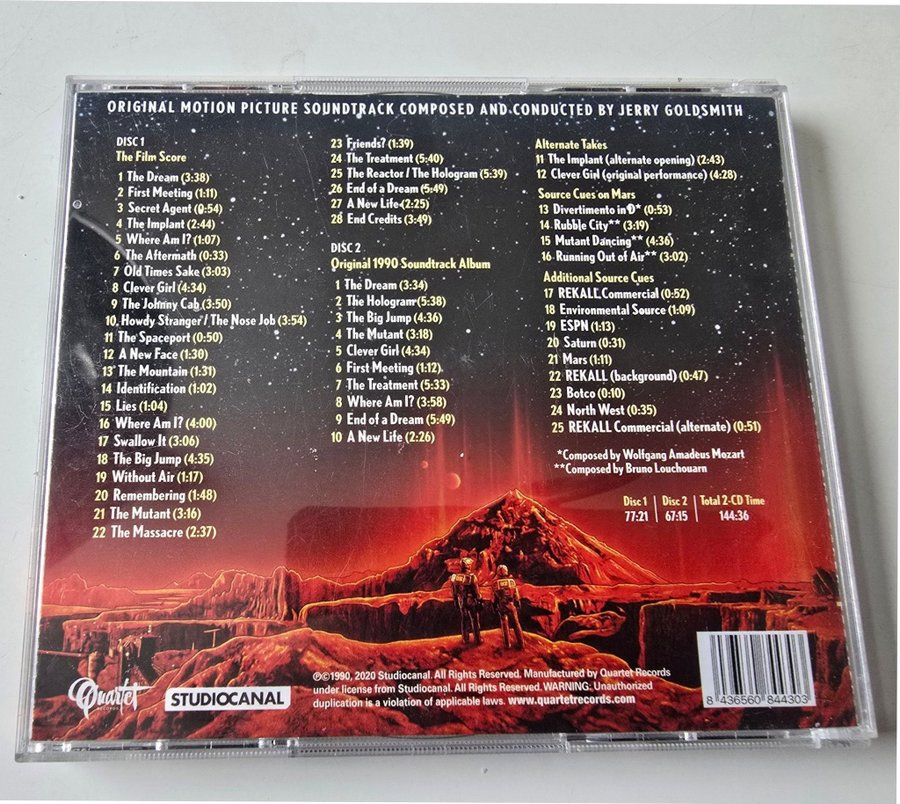 ORIGINAL MOTION PICTURE SOUNDTRACK COMPOSED AND CONDUCTED BY JERRY GOLDSMITH
DISC 1
The Film Score
1 The Dream (3:38)
2 First Meeting (1:11)
3 Secret Agent (0:54)
4 The Implant (2:44)
5 Where Am I? (1:07)
6 The Aftermath (0:33)
7 Old Times Sake (3:03)
8 Clever Girl (4:34)
9 The Johnny Cab (3:50)
10 Howdy Stranger / The Nose Job (3:54)
11 The Spaceport (0:50)
12 A New Face (1:30)
13 The Mountain (1:31)
14 Identification (1:02)
15 Lies (1:04)
16 Where Am I? (4:00)
17 Swallow It (3:06)
18 The Big Jump (4:35)
19 Without Air (1:17)
20 Remembering (1:48)
21 The Mutant (3:16)
22 The Massacre (2:37)
23 Friends? (1:39)
24 The Treatment (5:40)
25 The Reactor / The Hologram (5:39)
26 End of a Dream (5:49)
27 A New Life (2:25)
28 End Credits (3:49)
DISC 2
Original 1990 Soundtrack Album
1 The Dream (3:34)
2 The Hologram (5:38)
3 The Big Jump (4:36)
4 The Mutant (3:18)
5 Clever Girl (4:34)
6 First Meeting (1:12)
7 The Treatment (5:33)
8 Where Am I? (3:58)
9 End of a Dream (5:49)
10 A New Life (2:26)
Alternate Takes
11 The Implant (alternate opening) (2:43)
12 Clever Girl (original performance) (4:28)
Source Cues on Mars
13 Divertimento in D* (0:53)
14 Rubble City** (3:19)
15 Mutant Dancing** (4:36)
16 Running Out of Air** (3:02)
Additional Source Cues
17 REKALL Commercial (0:52)
18 Environmental Source (1:09)
19 ESPN (1:13)
20 Saturn (0:31)
21 Mars (1:11)
22 REKALL (background) (0:47)
23 Botco (0:10)
24 North West (0:35)
25 REKALL Commercial (alternate) (0:51)
*Composed by Wolfgang Amadeus Mozart
**Composed by Bruno Louchouarn
Disc 1 | Disc 2 | Total 2-CD Time
77:21 | 67:15 | 144:36
Quartet
RECORDS
STUDIOCANAL
℗©1990, 2020 Studiocanal. All Rights Reserved. Manufactured by Quartet Records
under license from Studiocanal. All Rights Reserved. WARNING: Unauthorized
duplication is a violation of applicable laws. www.quartetrecords.com
8 436560 844303